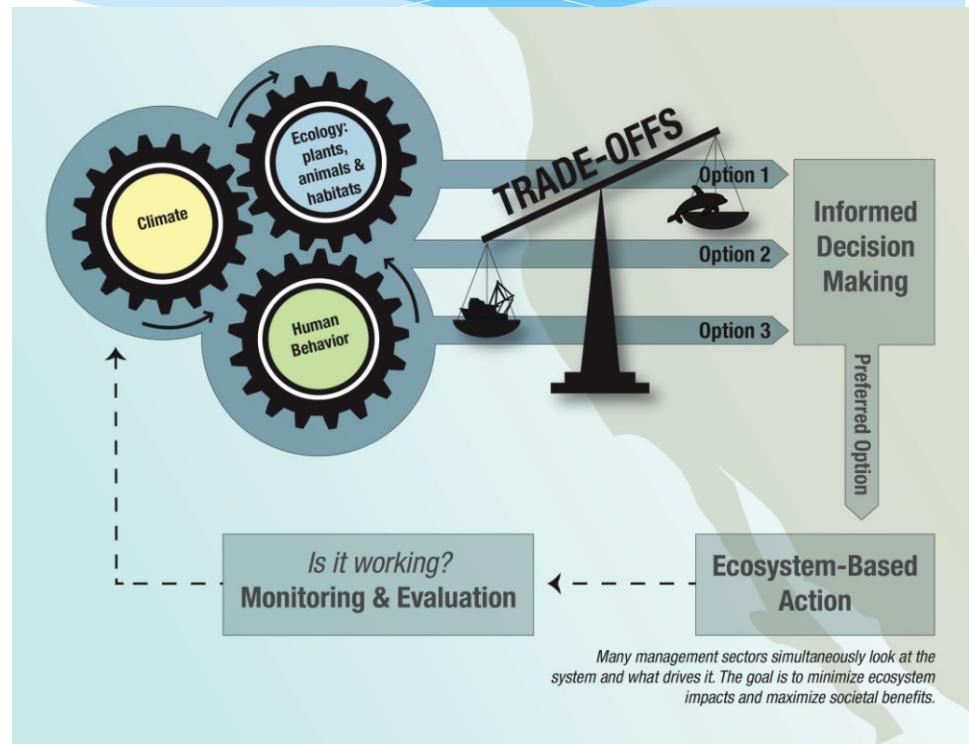 Climate
Ecology:
plants,
animals &
habitats
Human
Behavior
TRADE-OFFS
Option 1
Option 2
Option 3
Informed
Decision
Making
Preferred Option
Ecosystem-Based
Action
Is it working?
Monitoring & Evaluation
Many management sectors simultaneously look at the
system and what drives it. The goal is to minimize ecosystem
impacts and maximize societal benefits.